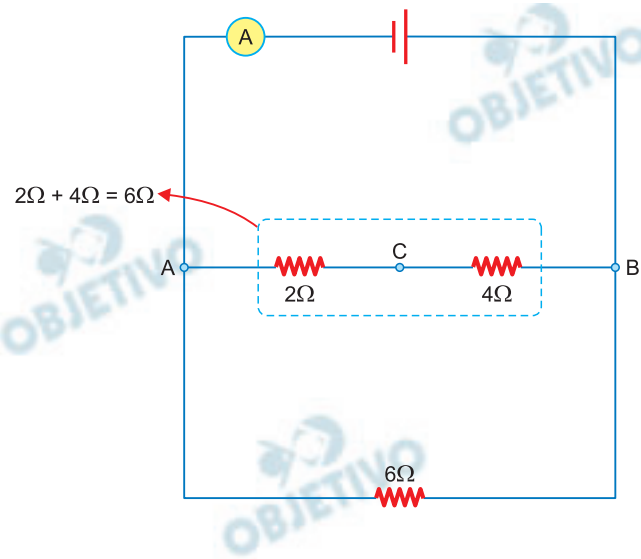 A
OBJETIVO
2Ω + 4Ω = 6Ω
A
C
B
2Ω
4Ω
OBJETIVO
6Ω
OBJETIVO